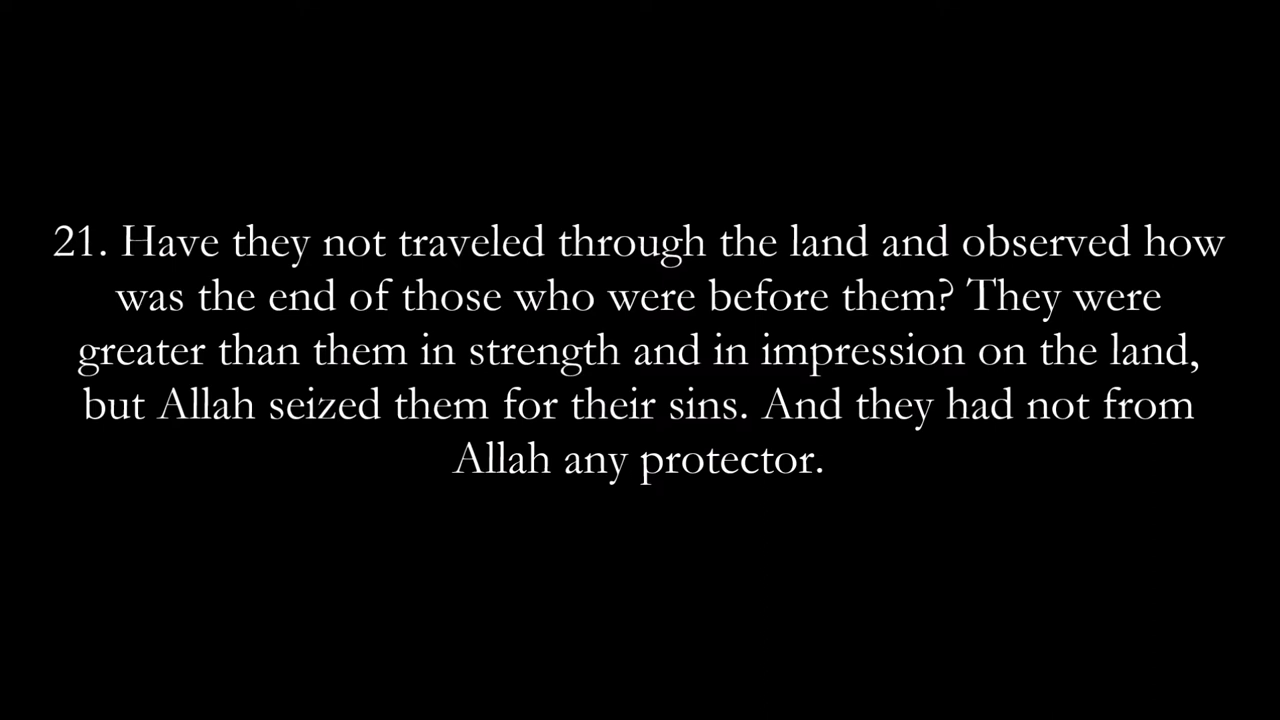 21. Have they not traveled through the land and observed how
was the end of those who were before them? They were
greater than them in strength and in impression on the land,
but Allah seized them for their sins. And they had not from
Allah any protector.